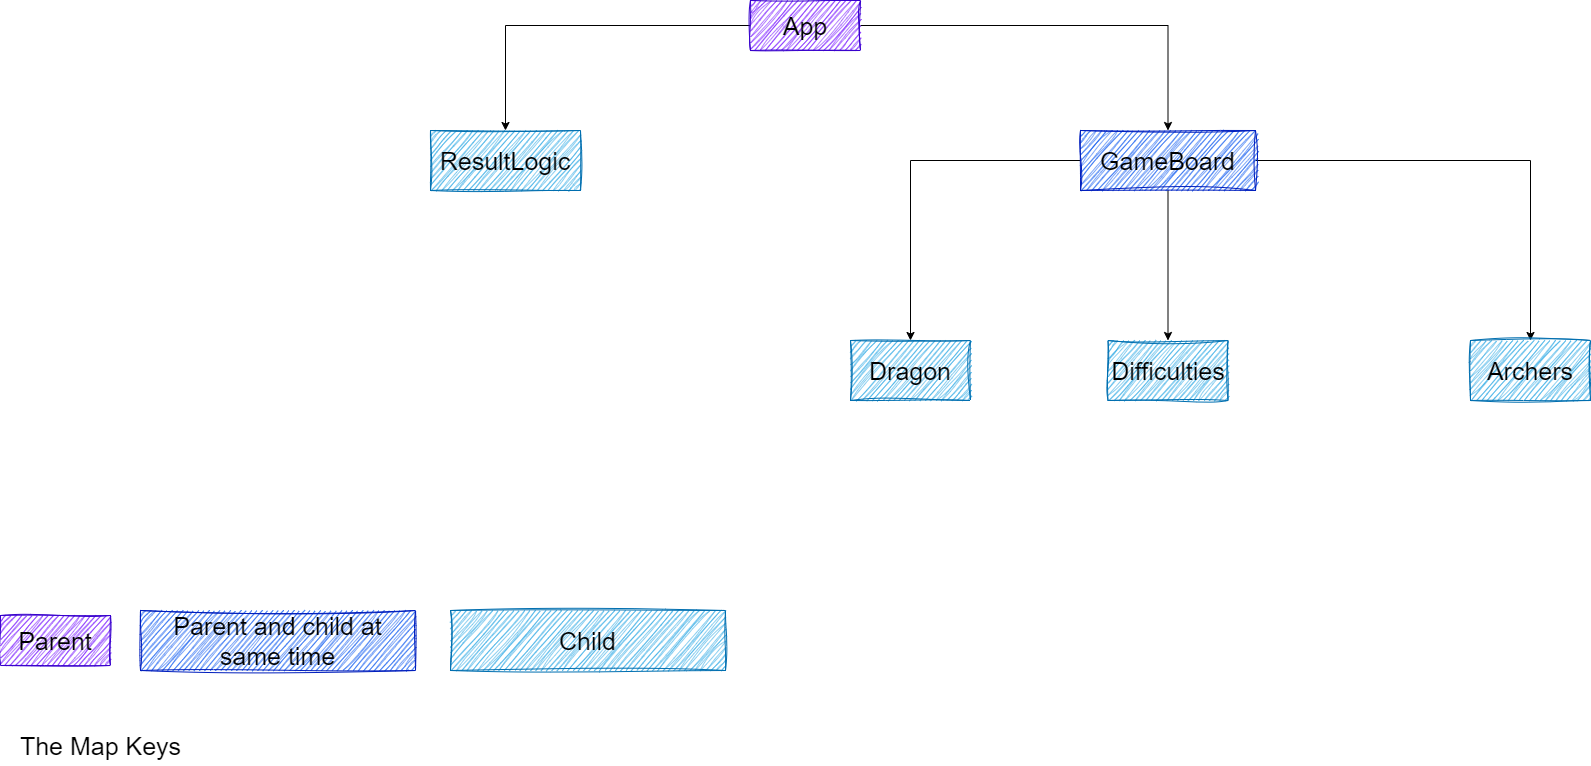 App
ResultLogic
GameBoard
Dragon
Difficulties
Archers
Parent
Parent and child at
same time
Child
The Map Keys